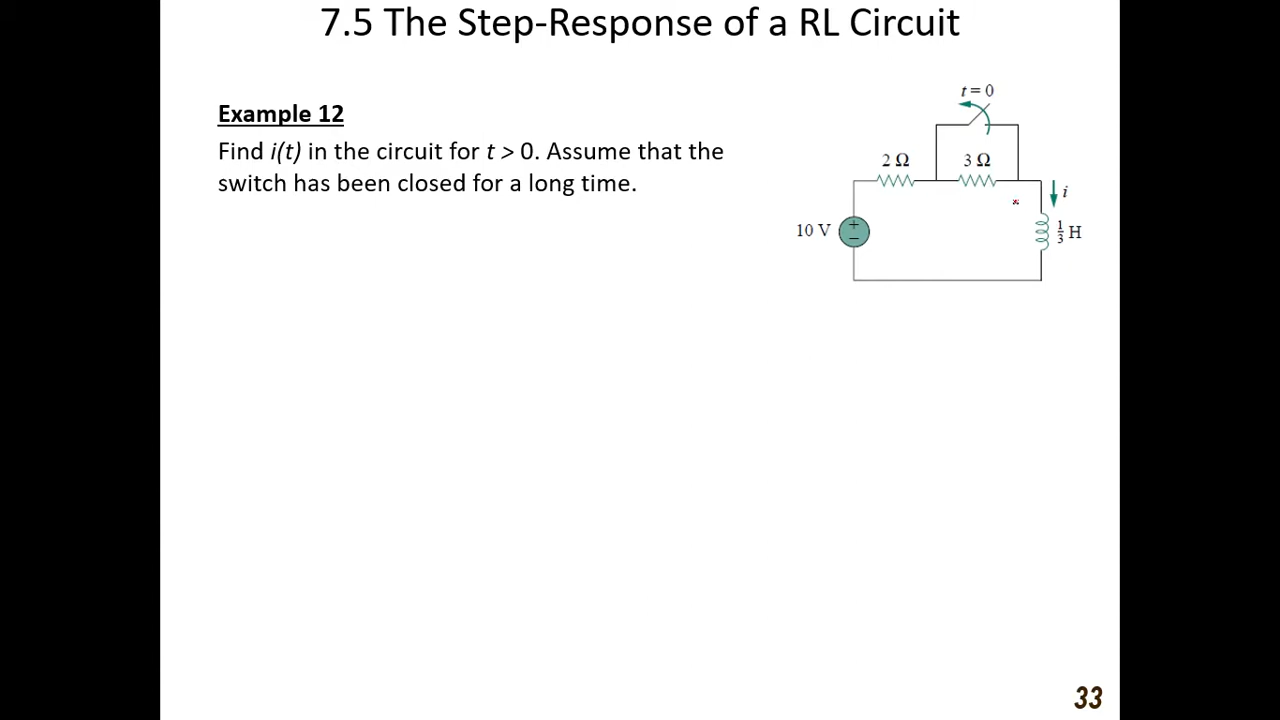 7.5 The Step-Response of a RL Circuit
Example 12
Find i(t) in the circuit for t > 0. Assume that the
switch has been closed for a long time.
t = 0
2 Ω
3 Ω
i
10 V
+
−
1/3 H
33